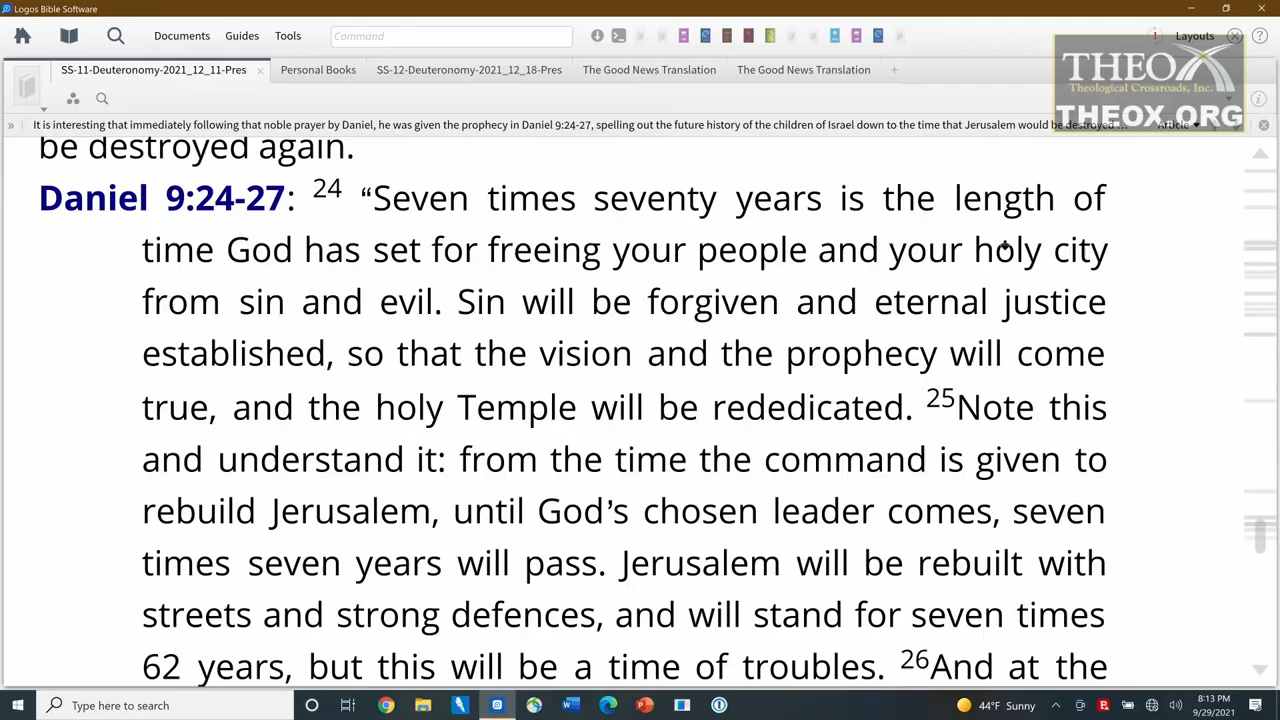 Logos Bible Software
Documents Guides Tools Command Layouts
SS-11-Deuteronomy-2021_12_11-Pres Personal Books SS-12-Deuteronomy-2021_12_18-Pres The Good News Translation The Good News Translation
THEOX
Theological Crossroads, Inc.
THEOX.ORG
It is interesting that immediately following that noble prayer by Daniel, he was given the prophecy in Daniel 9:24-27, spelling out the future history of the children of Israel down to the time that Jerusalem would be destroyed ... Article
be destroyed again.
Daniel 9:24-27: 24 “Seven times seventy years is the length of
time God has set for freeing your people and your holy city
from sin and evil. Sin will be forgiven and eternal justice
established, so that the vision and the prophecy will come
true, and the holy Temple will be rededicated. 25Note this
and understand it: from the time the command is given to
rebuild Jerusalem, until God’s chosen leader comes, seven
times seven years will pass. Jerusalem will be rebuilt with
streets and strong defences, and will stand for seven times
62 years, but this will be a time of troubles. 26And at the
Type here to search
44°F Sunny
8:13 PM
9/29/2021